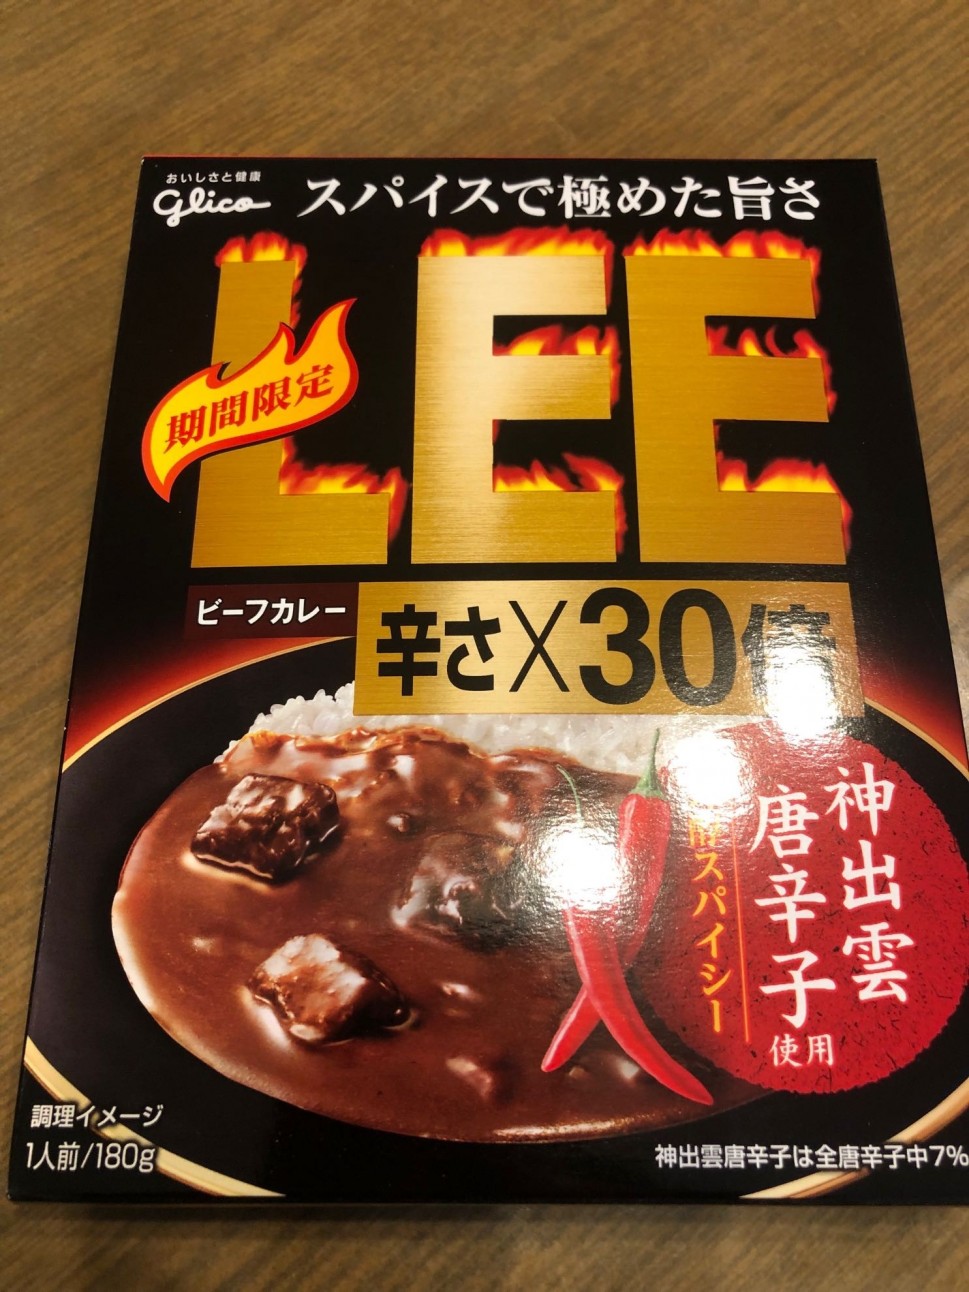 おいしさと健康
Glico
スパイスで極めた旨さ
LEE
期間限定
ビーフカレー
辛さ×30倍
神出雲
唐辛子
使用
スパイシー
調理イメージ
1人前/180g
神出雲唐辛子は全唐辛子中7%